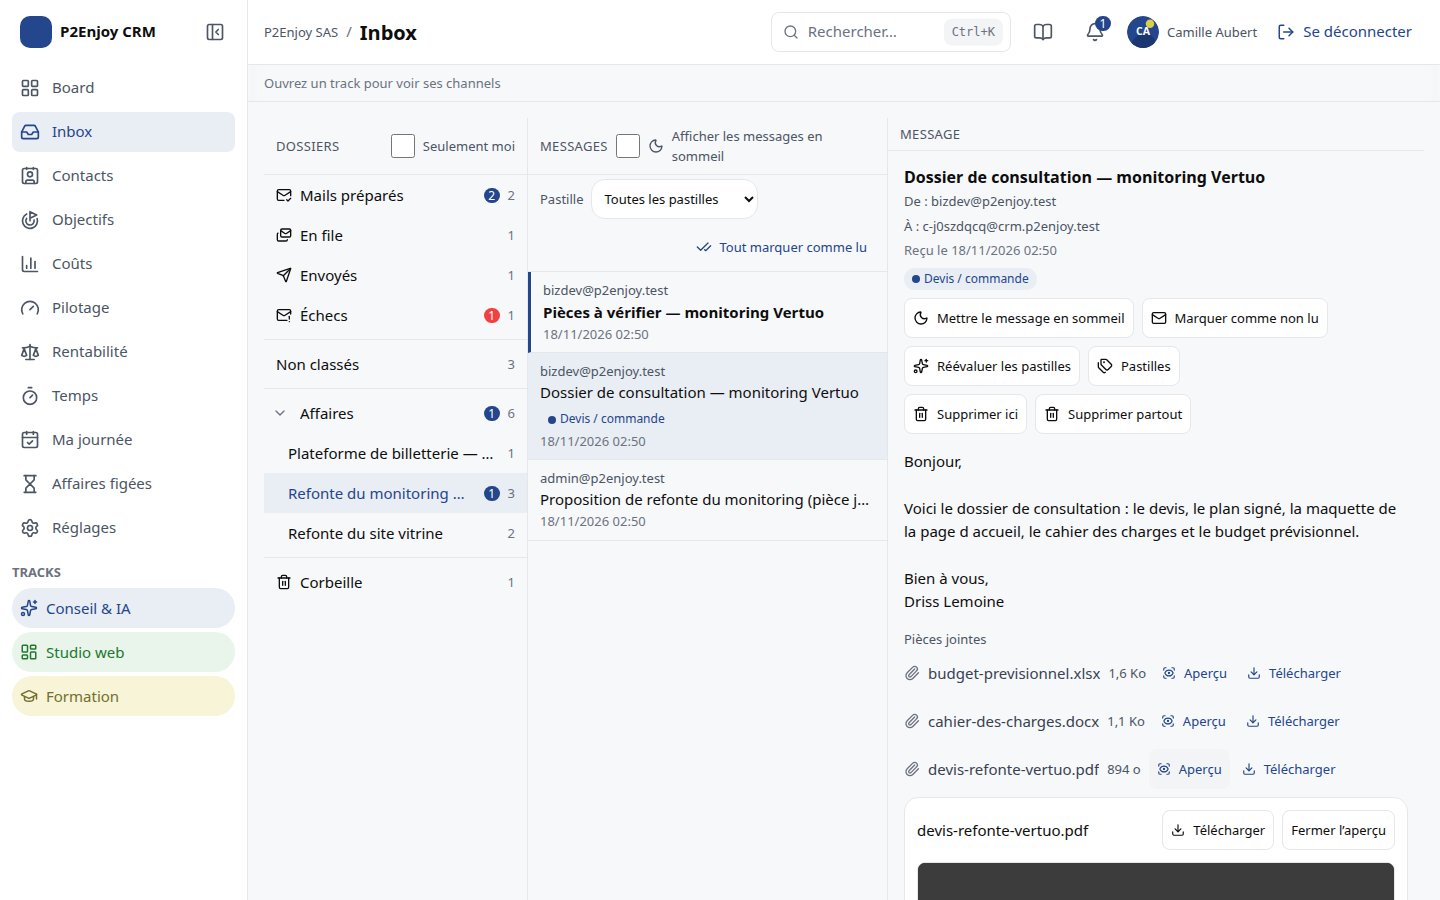 P2Enjoy CRM
Board
Inbox
Contacts
Objectifs
Coûts
Pilotage
Rentabilité
Temps
Ma journée
Affaires figées
Réglages
TRACKS
Conseil & IA
Studio web
Formation
P2Enjoy SAS / Inbox
Rechercher... Ctrl+K
1
CA Camille Aubert
Se déconnecter
Ouvrez un track pour voir ses channels
DOSSIERS Seulement moi
Mails préparés 2 2
En file 1
Envoyés 1
Échecs 1 1
Non classés 3
Affaires 1 6
Plateforme de billetterie — ... 1
Refonte du monitoring ... 1 3
Refonte du site vitrine 2
Corbeille 1
MESSAGES Afficher les messages en
sommeil
Pastille Toutes les pastilles
Tout marquer comme lu
bizdev@p2enjoy.test
Pièces à vérifier — monitoring Vertuo
18/11/2026 02:50
bizdev@p2enjoy.test
Dossier de consultation — monitoring Vertuo
Devis / commande
18/11/2026 02:50
admin@p2enjoy.test
Proposition de refonte du monitoring (pièce j...
18/11/2026 02:50
MESSAGE
Dossier de consultation — monitoring Vertuo
De : bizdev@p2enjoy.test
À : c-j0szdqcq@crm.p2enjoy.test
Reçu le 18/11/2026 02:50
Devis / commande
Mettre le message en sommeil Marquer comme non lu
Réévaluer les pastilles Pastilles
Supprimer ici Supprimer partout
Bonjour,
Voici le dossier de consultation : le devis, le plan signé, la maquette de
la page d accueil, le cahier des charges et le budget prévisionnel.
Bien à vous,
Driss Lemoine
Pièces jointes
budget-previsionnel.xlsx 1,6 Ko Aperçu Télécharger
cahier-des-charges.docx 1,1 Ko Aperçu Télécharger
devis-refonte-vertuo.pdf 894 o Aperçu Télécharger
devis-refonte-vertuo.pdf Télécharger Fermer l'aperçu